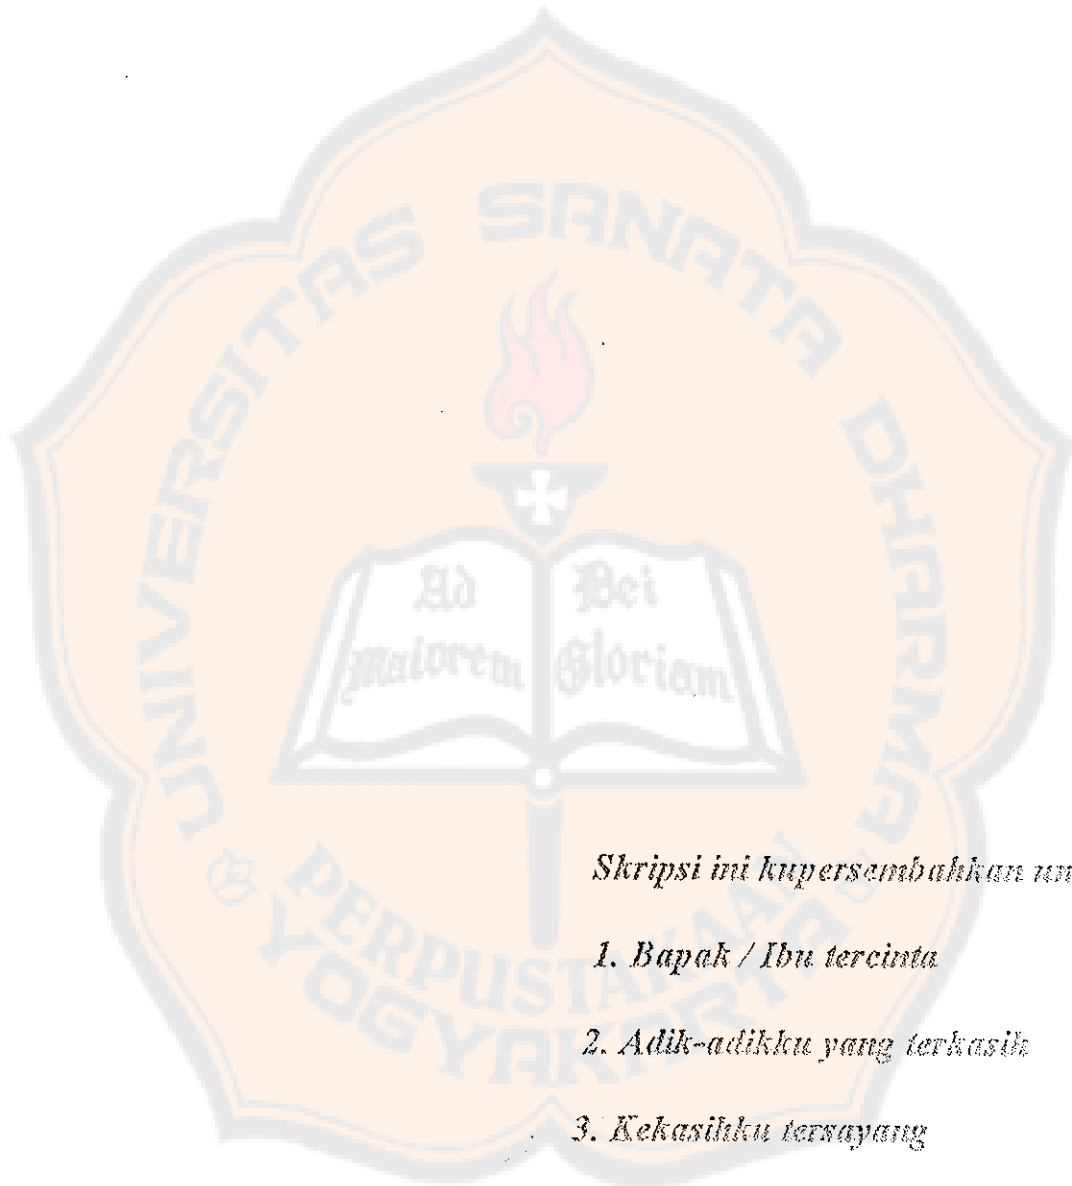 UNIVERSITAS SANATA DHARMA
Ad Dei
Maiorem Gloriam
PERPUSTAKAAN
YOGYAKARTA
Skripsi ini kupersembahkan un
1. Bapak / Ibu tercinta
2. Adik-adikku yang terkasih
3. Kekasihku tersayang